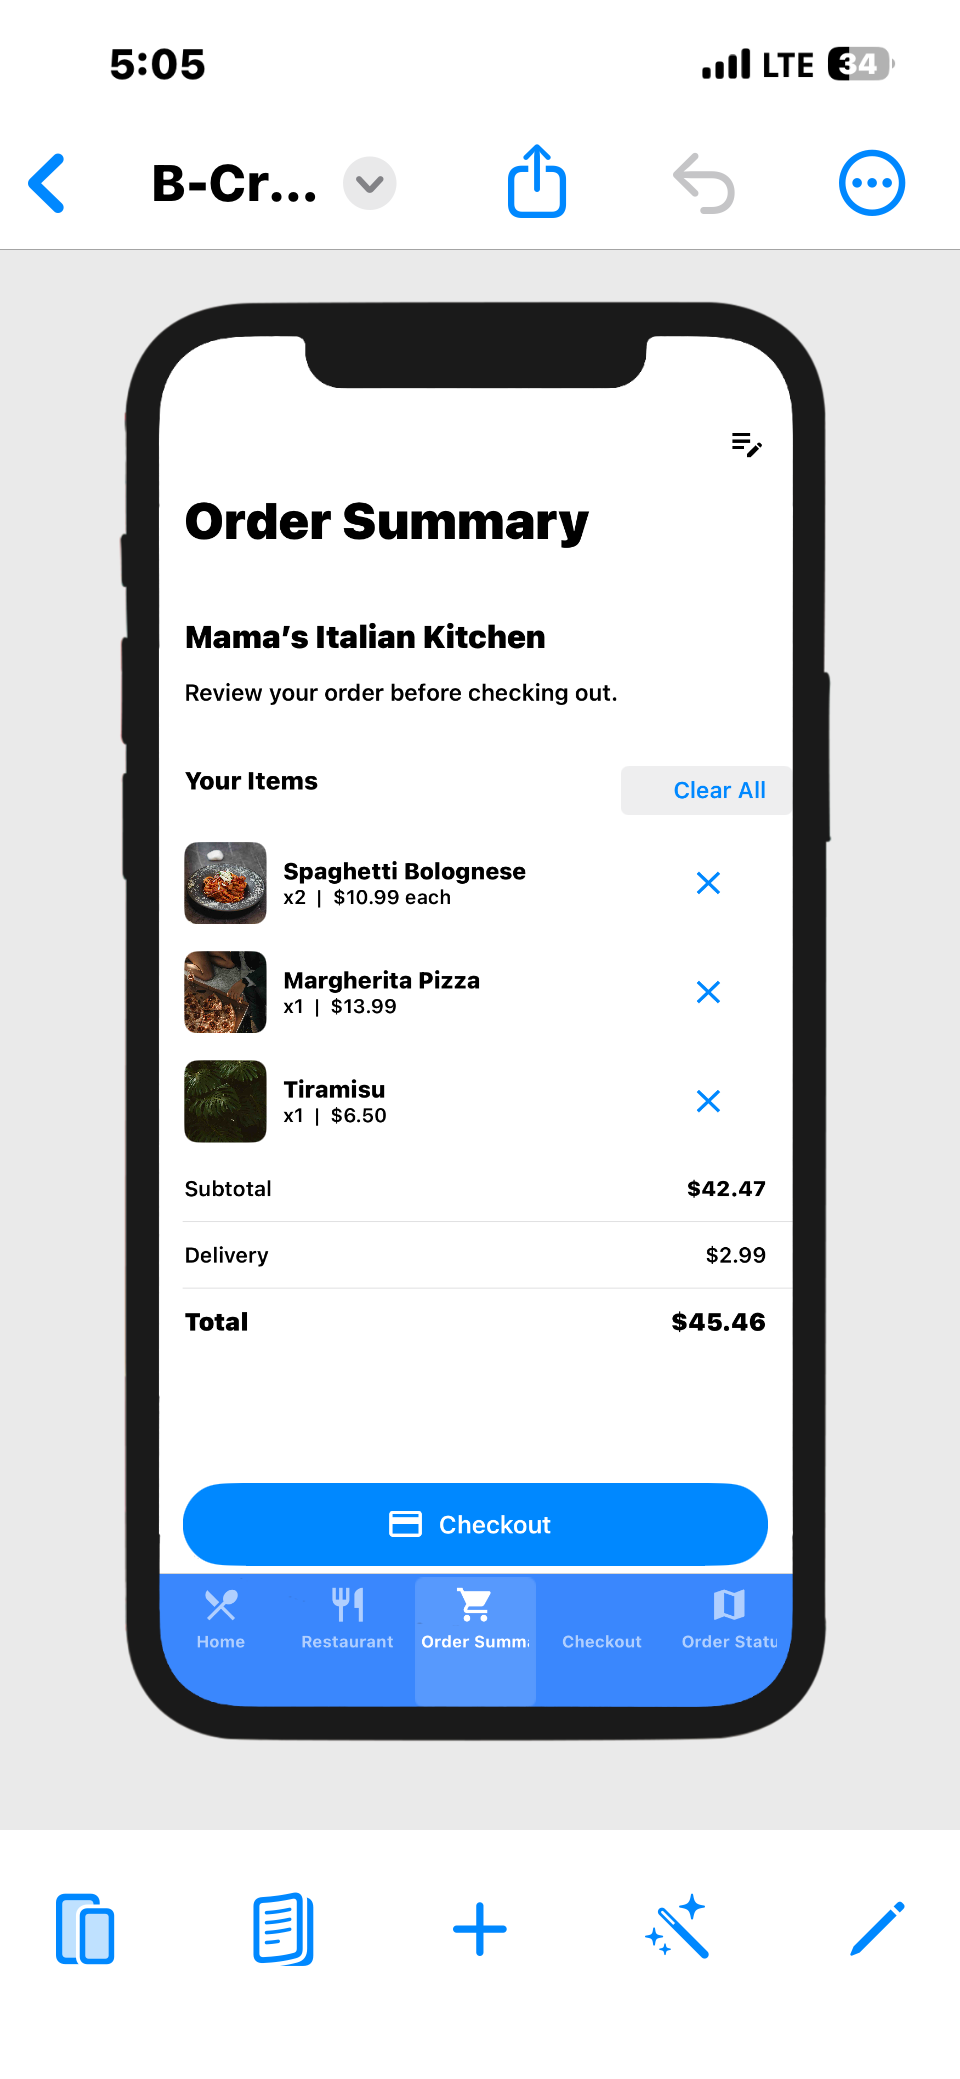 5:05
LTE 34
B-Cr...
Order Summary
Mama's Italian Kitchen
Review your order before checking out.
Your Items
Clear All
Spaghetti Bolognese
x2 | $10.99 each
Margherita Pizza
x1 | $13.99
Tiramisu
x1 | $6.50
Subtotal $42.47
Delivery $2.99
Total $45.46
Checkout
Home Restaurant Order Summ Checkout Order Statu